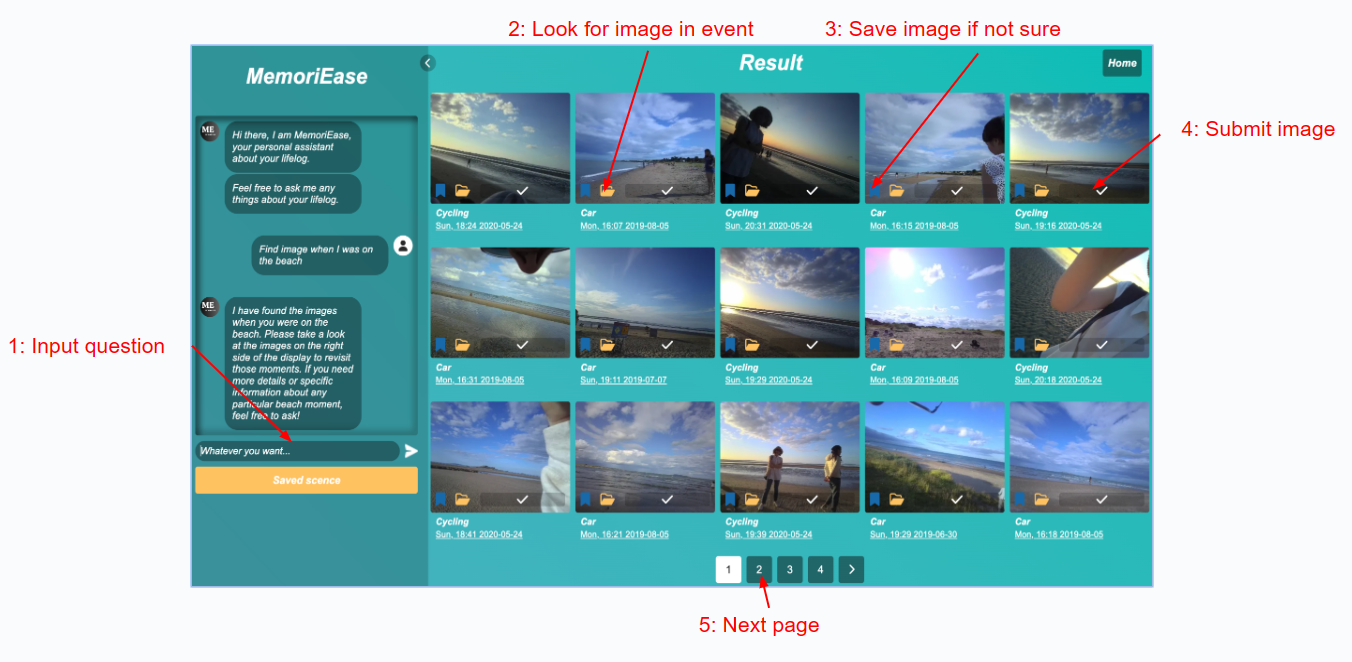 2: Look for image in event
3: Save image if not sure
MemoriEase
Result
Home
ME
Hi there, I am MemoriEase,
your personal assistant
about your lifelog.
4: Submit image
Feel free to ask me any
things about your lifelog.
Find image when I was on
the beach
ME
I have found the images
when you were on the
beach. Please take a look
at the images on the right
side of the display to revisit
those moments. If you need
more details or specific
information about any
particular beach moment,
feel free to ask!
1: Input question
Whatever you want...
Saved scence
Cycling
Sun, 18:24 2020-05-24
Car
Mon, 16:07 2019-08-05
Cycling
Sun, 20:31 2020-05-24
Car
Mon, 16:15 2019-08-05
Cycling
Sun, 19:16 2020-05-24
Car
Mon, 16:31 2019-08-05
Car
Sun, 19:11 2019-07-07
Cycling
Sun, 19:29 2020-05-24
Car
Mon, 16:09 2019-08-05
Cycling
Sun, 20:18 2020-05-24
Cycling
Sun, 18:41 2020-05-24
Car
Mon, 16:21 2019-08-05
Cycling
Sun, 19:39 2020-05-24
Car
Sun, 19:29 2019-06-30
Car
Mon, 16:18 2019-08-05
1 2 3 4
5: Next page